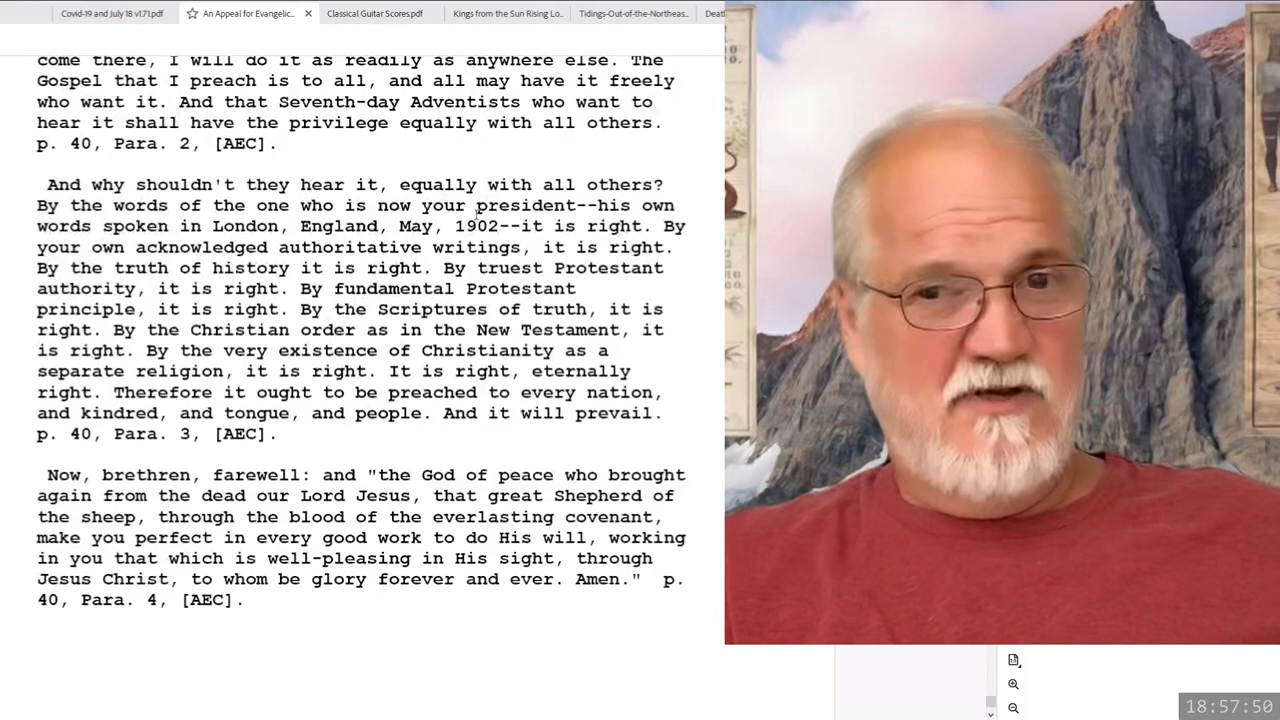 Covid-19 and July 18 v1.71.pdf
An Appeal for Evangelic...
Classical Guitar Scores.pdf
Kings from the Sun Rising Lo...
Tidings-Out-of-the-Northeas...
Death
come there, I will do it as readily as anywhere else. The
Gospel that I preach is to all, and all may have it freely
who want it. And that Seventh-day Adventists who want to
hear it shall have the privilege equally with all others.
p. 40, Para. 2, [AEC].
And why shouldn't they hear it, equally with all others?
By the words of the one who is now your president--his own
words spoken in London, England, May, 1902--it is right. By
your own acknowledged authoritative writings, it is right.
By the truth of history it is right. By truest Protestant
authority, it is right. By fundamental Protestant
principle, it is right. By the Scriptures of truth, it is
right. By the Christian order as in the New Testament, it
is right. By the very existence of Christianity as a
separate religion, it is right. It is right, eternally
right. Therefore it ought to be preached to every nation,
and kindred, and tongue, and people. And it will prevail.
p. 40, Para. 3, [AEC].
Now, brethren, farewell: and "the God of peace who brought
again from the dead our Lord Jesus, that great Shepherd of
the sheep, through the blood of the everlasting covenant,
make you perfect in every good work to do His will, working
in you that which is well-pleasing in His sight, through
Jesus Christ, to whom be glory forever and ever. Amen." p.
40, Para. 4, [AEC].
18:57:50